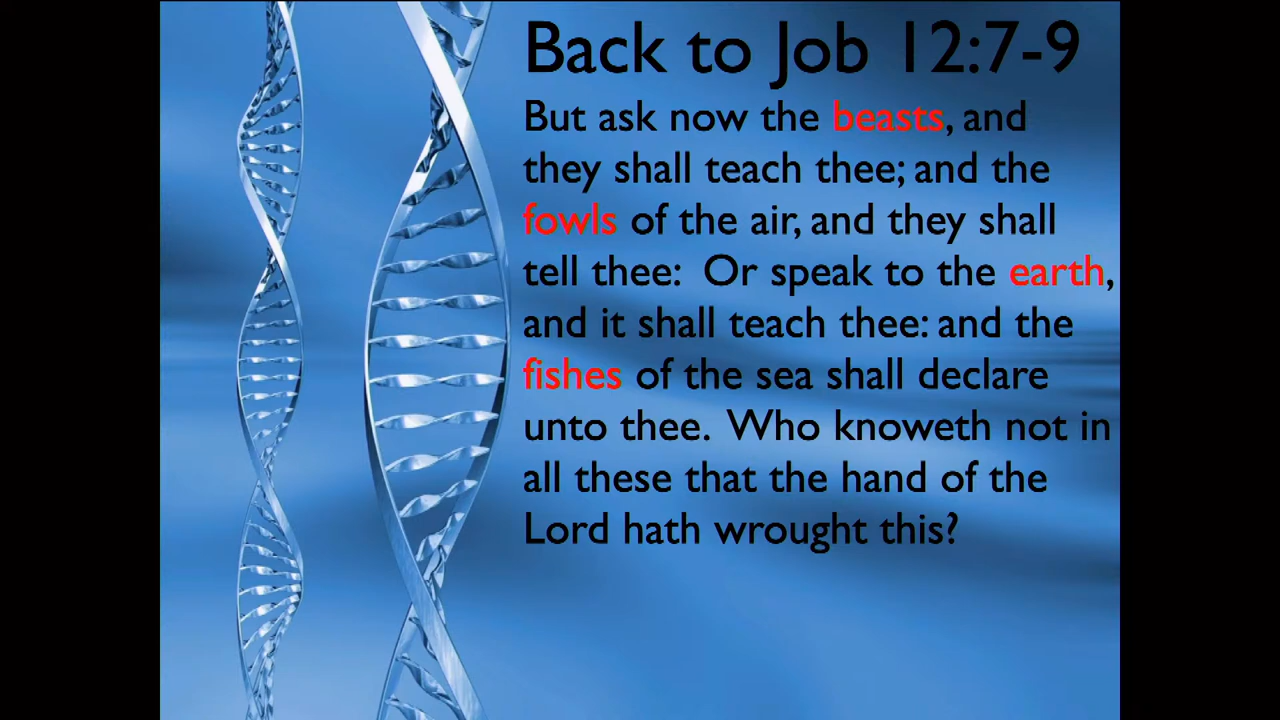 Back to Job 12:7-9
But ask now the beasts, and
they shall teach thee; and the
fowls of the air, and they shall
tell thee:  Or speak to the earth,
and it shall teach thee: and the
fishes of the sea shall declare
unto thee.  Who knoweth not in
all these that the hand of the
Lord hath wrought this?